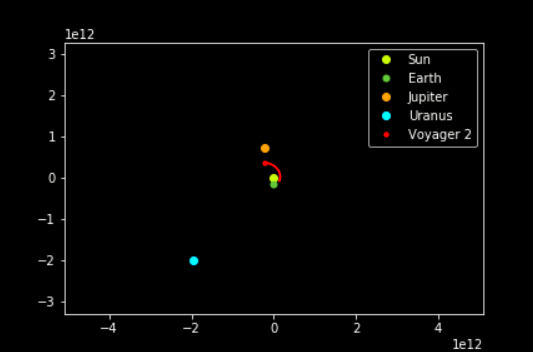 1e12
3
2
1
0
−1
−2
−3
Sun
Earth
Jupiter
Uranus
Voyager 2
−4 −2 0 2 4
1e12